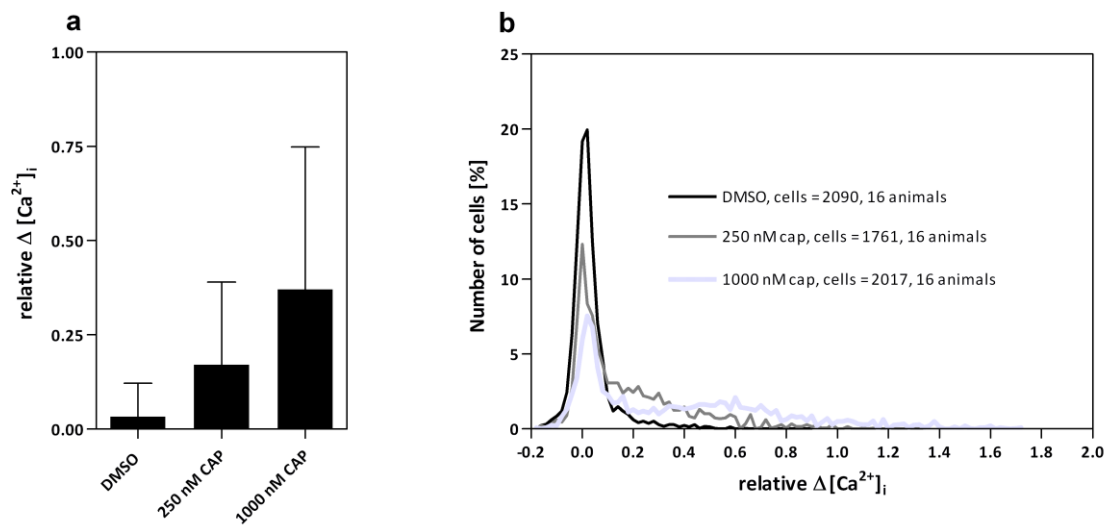 a
relative Δ [Ca²⁺]ᵢ
1.00
0.75
0.50
0.25
0.00
DMSO
250 nM CAP
1000 nM CAP
b
Number of cells [%]
25
20
15
10
5
0
DMSO, cells = 2090, 16 animals
250 nM cap, cells = 1761, 16 animals
1000 nM cap, cells = 2017, 16 animals
-0.2 0.0 0.2 0.4 0.6 0.8 1.0 1.2 1.4 1.6 1.8 2.0
relative Δ [Ca²⁺]ᵢ